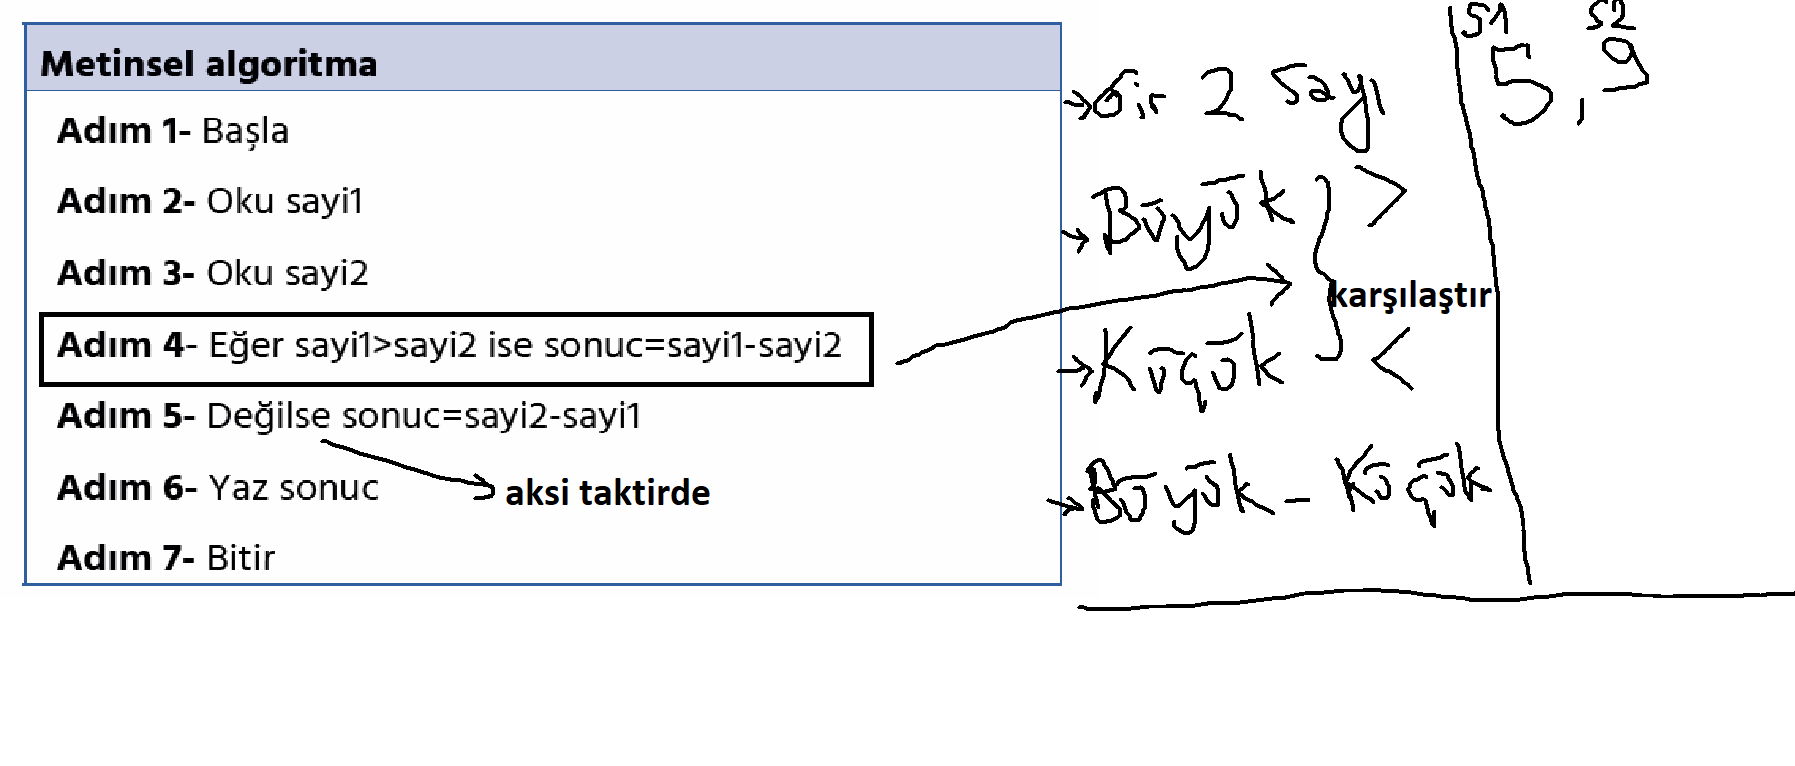 Metinsel algoritma
Adım 1- Başla
Adım 2- Oku sayi1
Adım 3- Oku sayi2
Adım 4- Eğer sayi1>sayi2 ise sonuc=sayi1-sayi2
Adım 5- Değilse sonuc=sayi2-sayi1
Adım 6- Yaz sonuc
aksi taktirde
Adım 7- Bitir
→ Gir 2 sayı
→ Büyük >
karşılaştır
→ Küçük <
→ Büyük - Küçük
S1 S2
5, 9